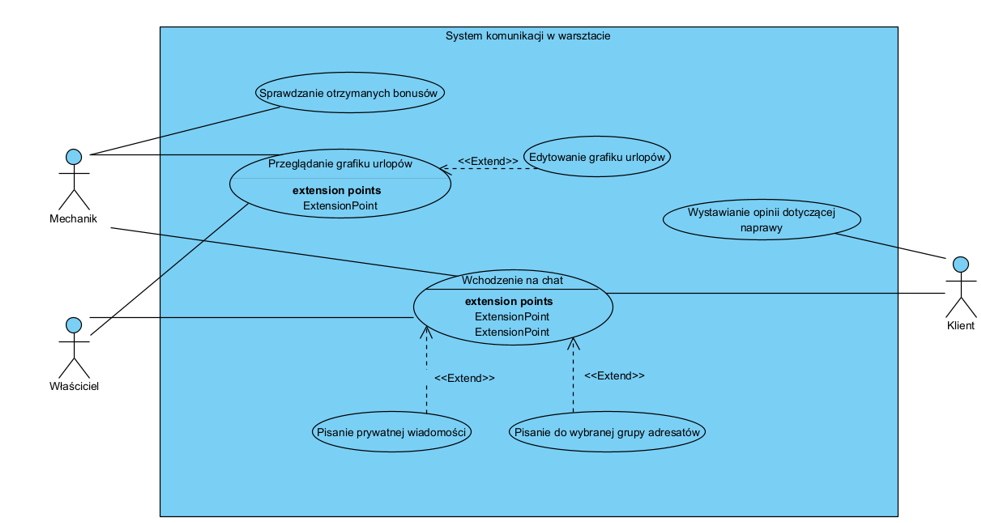 System komunikacji w warsztacie
Sprawdzanie otrzymanych bonusów
Przeglądanie grafiku urlopów
extension points
ExtensionPoint
<<Extend>>
Edytowanie grafiku urlopów
Mechanik
Wystawianie opinii dotyczącej
naprawy
Wchodzenie na chat
extension points
ExtensionPoint
ExtensionPoint
Klient
Właściciel
<<Extend>>
<<Extend>>
Pisanie prywatnej wiadomości
Pisanie do wybranej grupy adresatów